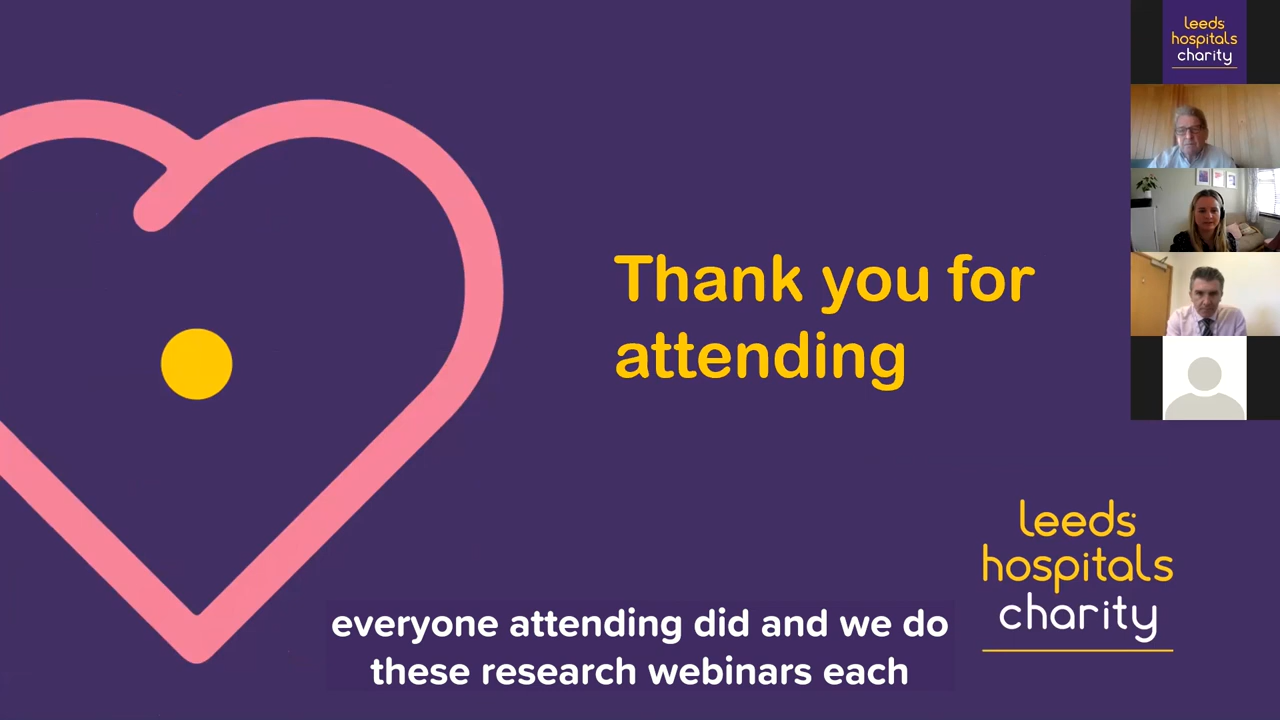 leeds
hospitals
charity
Thank you for
attending
leeds
hospitals
charity
everyone attending did and we do
these research webinars each